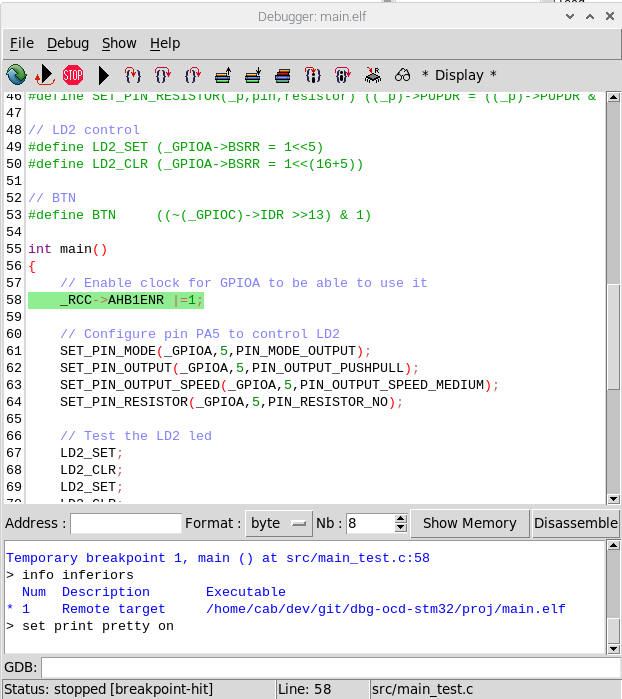 Debugger: main.elf
File Debug Show Help
STOP * Display *
46 #define SET_PIN_RESISTOR(_p,pin,resistor) ((_p)->PUPDR = ((_p)->PUPDR &
47
48 // LD2 control
49 #define LD2_SET (_GPIOA->BSRR = 1<<5)
50 #define LD2_CLR (_GPIOA->BSRR = 1<<(16+5))
51
52 // BTN
53 #define BTN     ((~(_GPIOC)->IDR >>13) & 1)
54
55 int main()
56 {
57     // Enable clock for GPIOA to be able to use it
58     _RCC->AHB1ENR |=1;
59
60     // Configure pin PA5 to control LD2
61     SET_PIN_MODE(_GPIOA,5,PIN_MODE_OUTPUT);
62     SET_PIN_OUTPUT(_GPIOA,5,PIN_OUTPUT_PUSHPULL);
63     SET_PIN_OUTPUT_SPEED(_GPIOA,5,PIN_OUTPUT_SPEED_MEDIUM);
64     SET_PIN_RESISTOR(_GPIOA,5,PIN_RESISTOR_NO);
65
66     // Test the LD2 led
67     LD2_SET;
68     LD2_CLR;
69     LD2_SET;
70     LD2_CLR;
Address : Format : byte Nb : 8 Show Memory Disassemble
Temporary breakpoint 1, main () at src/main_test.c:58
> info inferiors
  Num  Description       Executable
* 1    Remote target     /home/cab/dev/git/dbg-ocd-stm32/proj/main.elf
> set print pretty on
GDB:
Status: stopped [breakpoint-hit] Line: 58 src/main_test.c